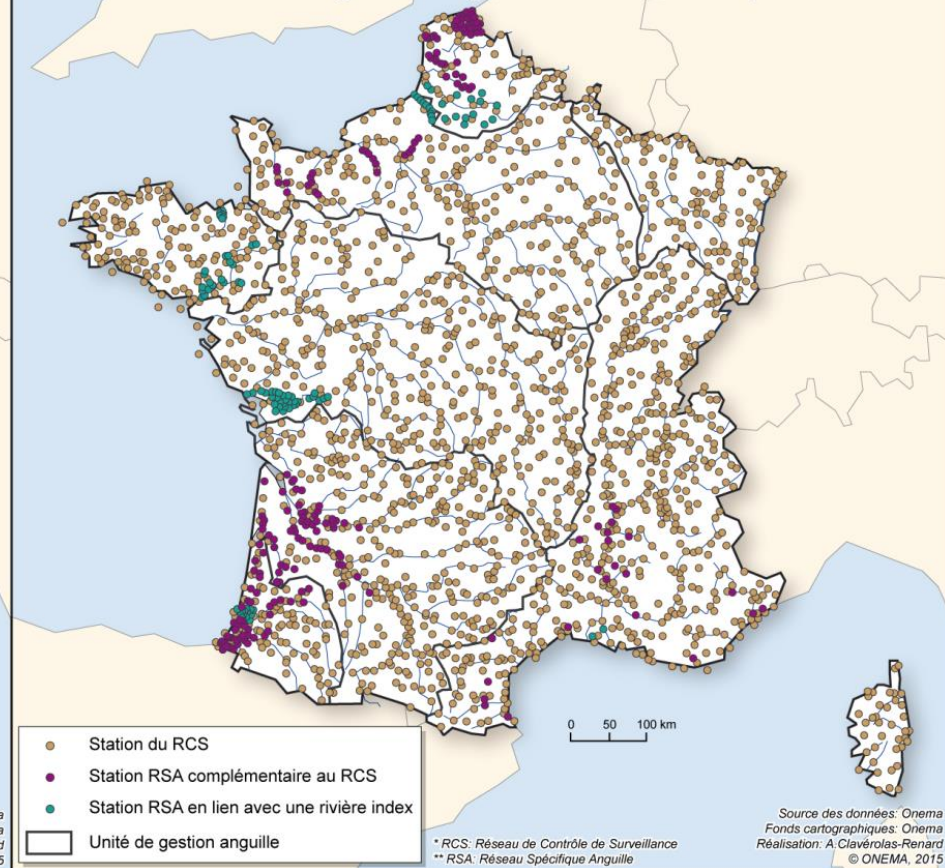 0 50 100 km
Station du RCS
Station RSA complémentaire au RCS
Station RSA en lien avec une rivière index
Unité de gestion anguille
* RCS: Réseau de Contrôle de Surveillance
** RSA: Réseau Spécifique Anguille
Source des données: Onema
Fonds cartographiques: Onema
Réalisation: A.Clavérolas-Renard
© ONEMA, 2015
a
a
d
5